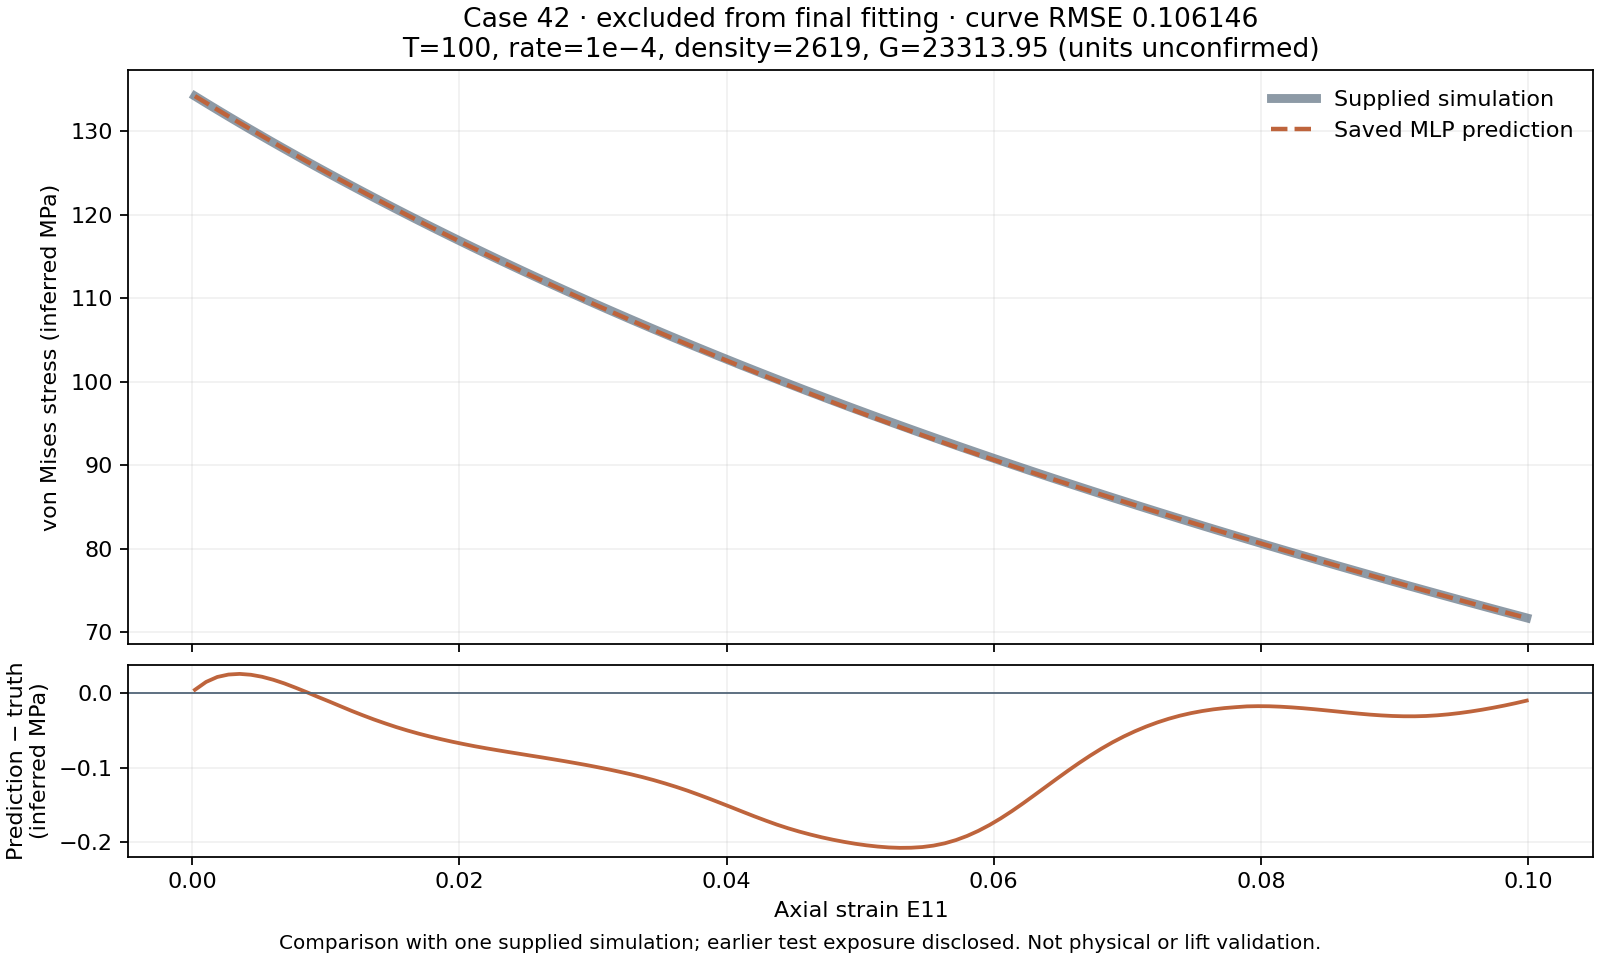 Case 42 · excluded from final fitting · curve RMSE 0.106146
T=100, rate=1e−4, density=2619, G=23313.95 (units unconfirmed)
Supplied simulation
Saved MLP prediction
von Mises stress (inferred MPa)
130
120
110
100
90
80
70
Prediction − truth
(inferred MPa)
0.0
−0.1
−0.2
0.00 0.02 0.04 0.06 0.08 0.10
Axial strain E11
Comparison with one supplied simulation; earlier test exposure disclosed. Not physical or lift validation.